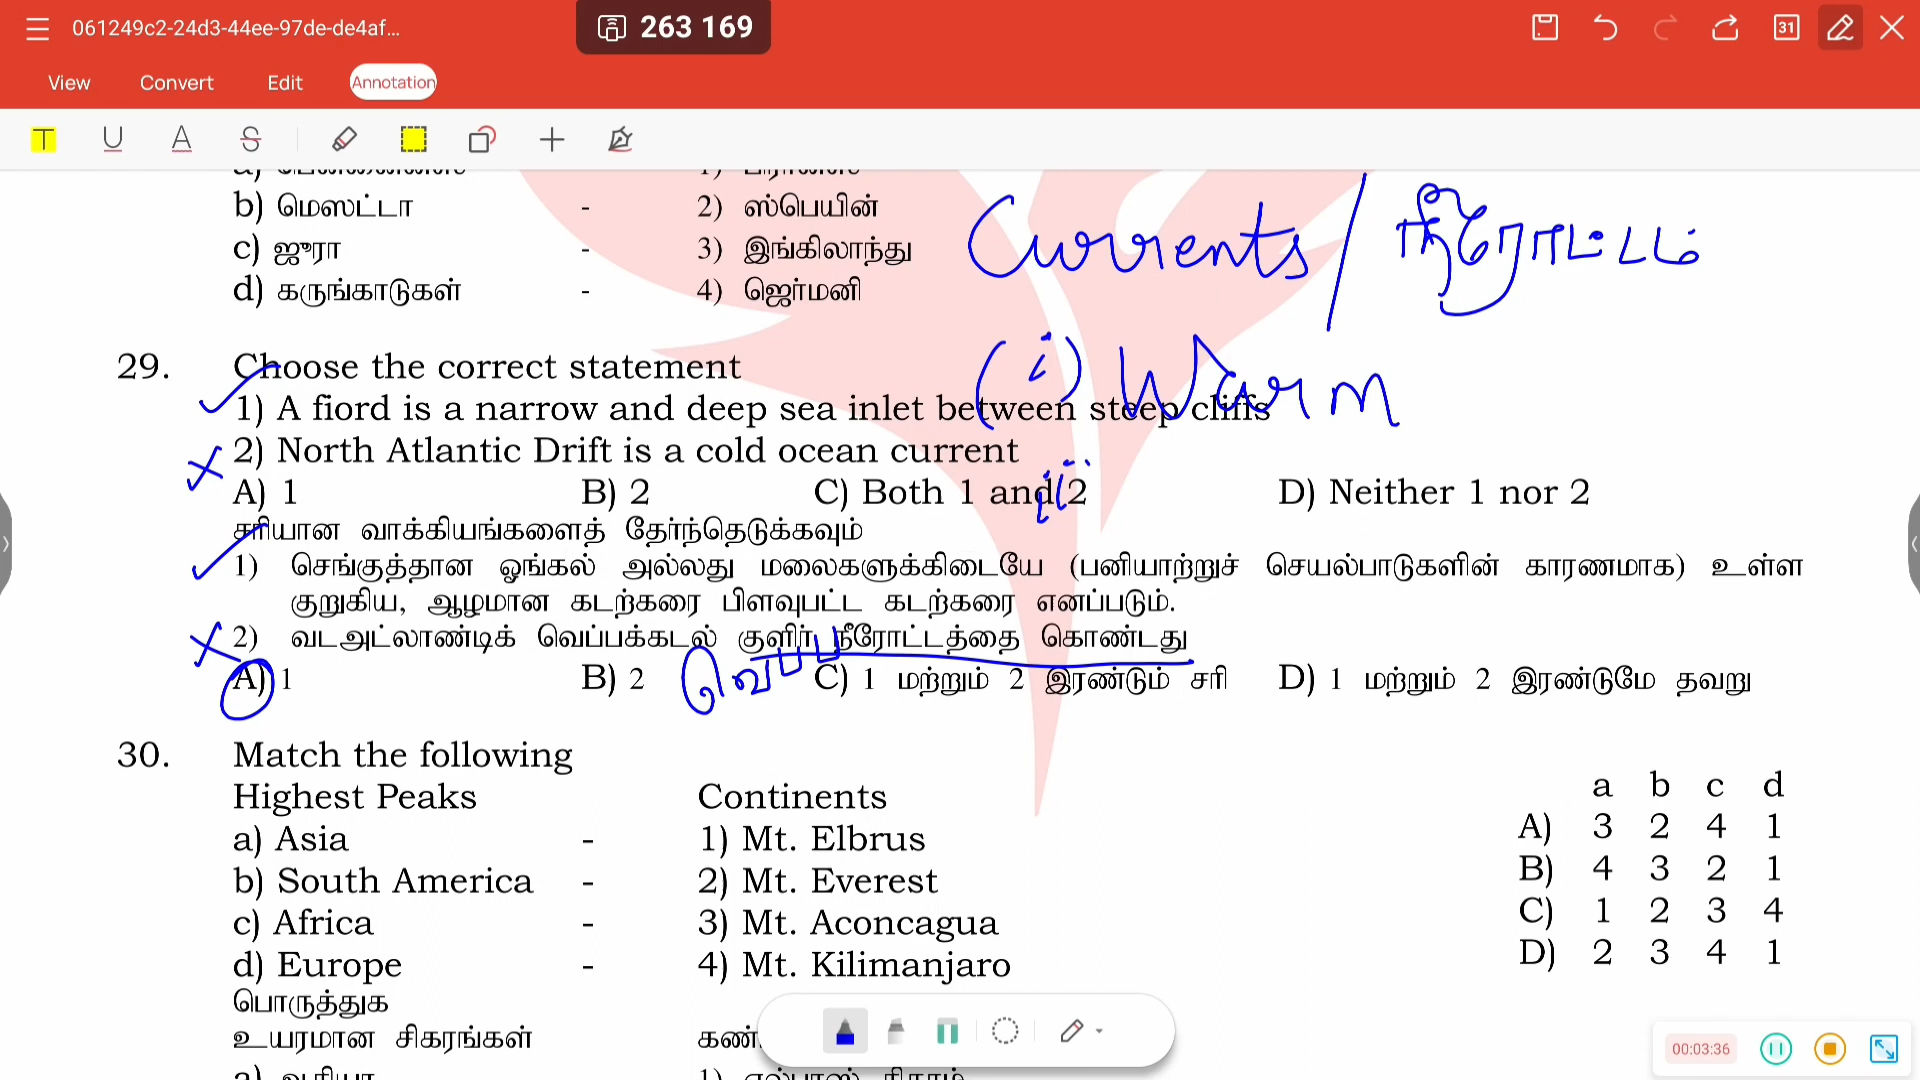 061249c2-24d3-44ee-97de-de4af...
263 169
31
View Convert Edit Annotation
T U A S
b) மெஸட்டா - 2) ஸ்பெயின்
c) ஜுரா - 3) இங்கிலாந்து
d) கருங்காடுகள் - 4) ஜெர்மனி
Currents / நீரோட்டம்
(i) Warm
29. Choose the correct statement
1) A fiord is a narrow and deep sea inlet between steep cliffs
2) North Atlantic Drift is a cold ocean current
ii
A) 1 B) 2 C) Both 1 and 2 D) Neither 1 nor 2
சரியான வாக்கியங்களைத் தேர்ந்தெடுக்கவும்
1) செங்குத்தான ஓங்கல் அல்லது மலைகளுக்கிடையே (பனியாற்றுச் செயல்பாடுகளின் காரணமாக) உள்ள
குறுகிய, ஆழமான கடற்கரை பிளவுபட்ட கடற்கரை எனப்படும்.
2) வடஅட்லாண்டிக் வெப்பக்கடல் குளிர் நீரோட்டத்தை கொண்டது
வெப்ப
A) 1 B) 2 C) 1 மற்றும் 2 இரண்டும் சரி D) 1 மற்றும் 2 இரண்டுமே தவறு
30. Match the following
Highest Peaks Continents a b c d
a) Asia - 1) Mt. Elbrus A) 3 2 4 1
b) South America - 2) Mt. Everest B) 4 3 2 1
c) Africa - 3) Mt. Aconcagua C) 1 2 3 4
d) Europe - 4) Mt. Kilimanjaro D) 2 3 4 1
பொருத்துக
உயரமான சிகரங்கள்
00:03:36